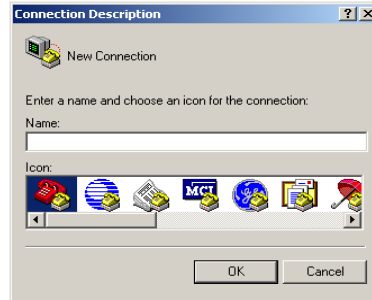 Connection Description
New Connection
Enter a name and choose an icon for the connection:
Name:
Icon:
MCI
OK
Cancel